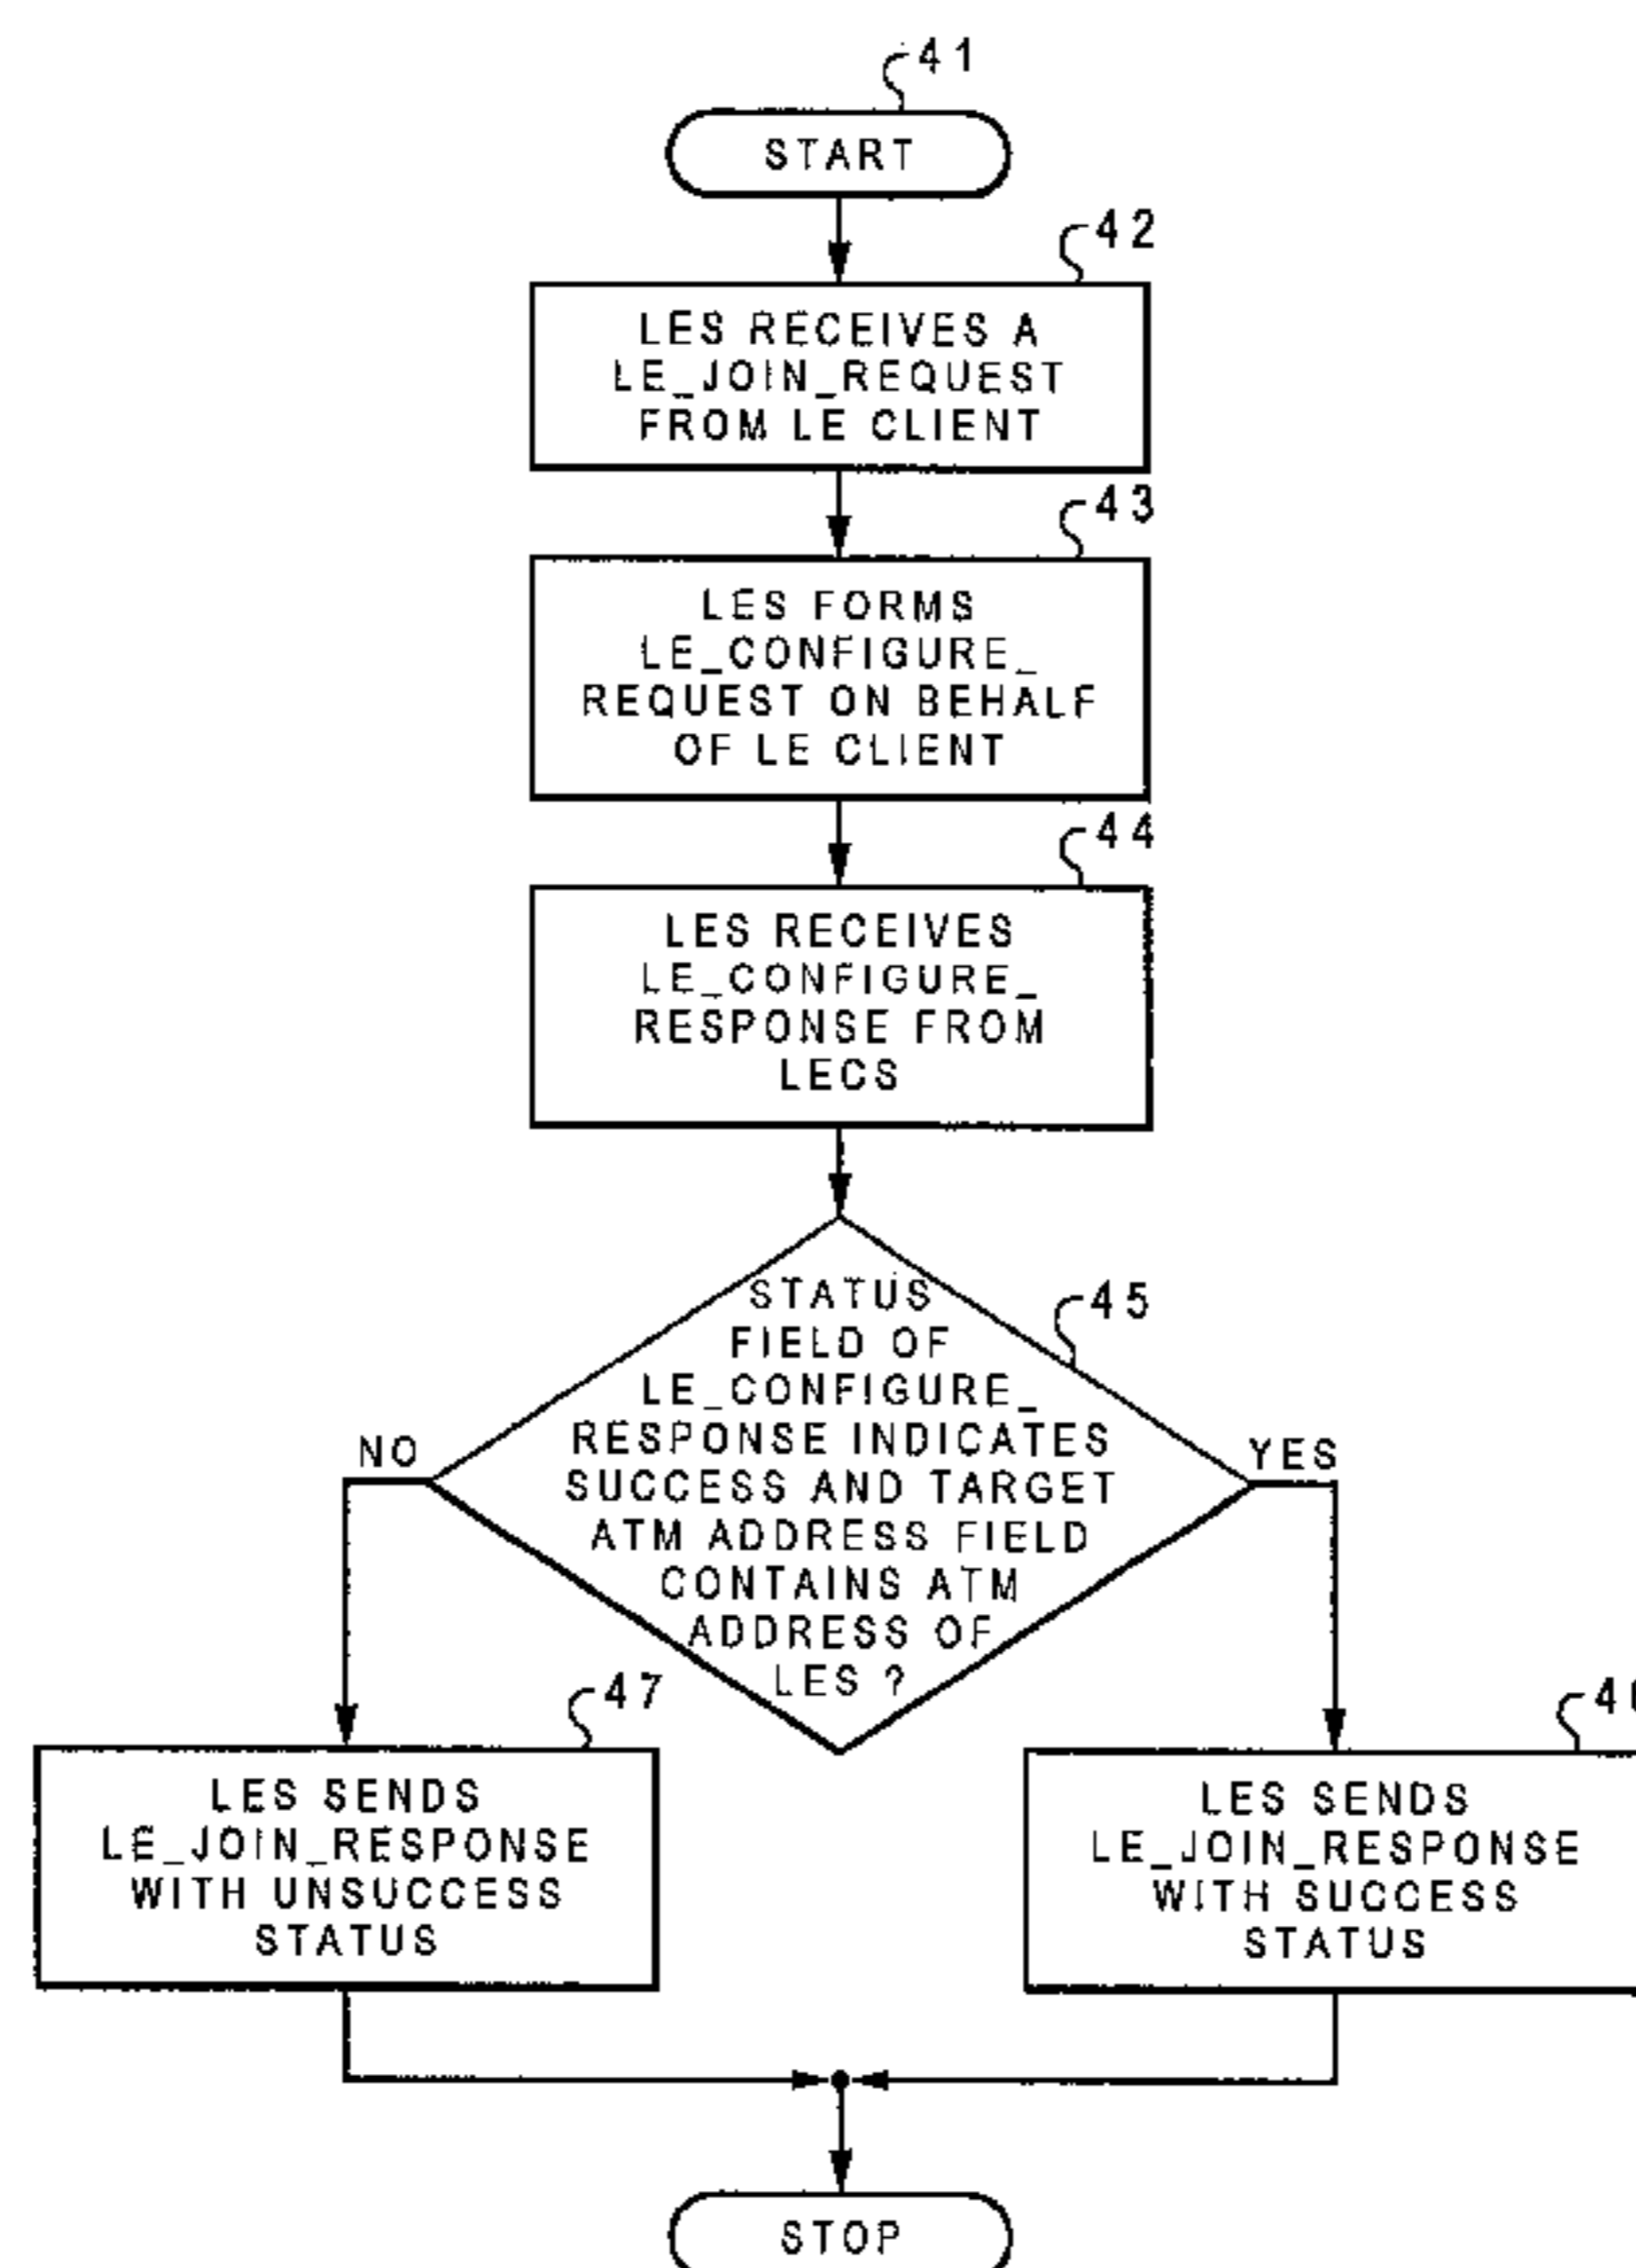 41
START
42
LES RECEIVES A
LE_JOIN_REQUEST
FROM LE CLIENT
43
LES FORMS
LE_CONFIGURE_
REQUEST ON BEHALF
OF LE CLIENT
44
LES RECEIVES
LE_CONFIGURE_
RESPONSE FROM
LECS
45
STATUS
FIELD OF
LE_CONFIGURE_
RESPONSE INDICATES
SUCCESS AND TARGET
ATM ADDRESS FIELD
CONTAINS ATM
ADDRESS OF
LES ?
NO
YES
47
LES SENDS
LE_JOIN_RESPONSE
WITH UNSUCCESS
STATUS
LES SENDS
LE_JOIN_RESPONSE
WITH SUCCESS
STATUS
STOP